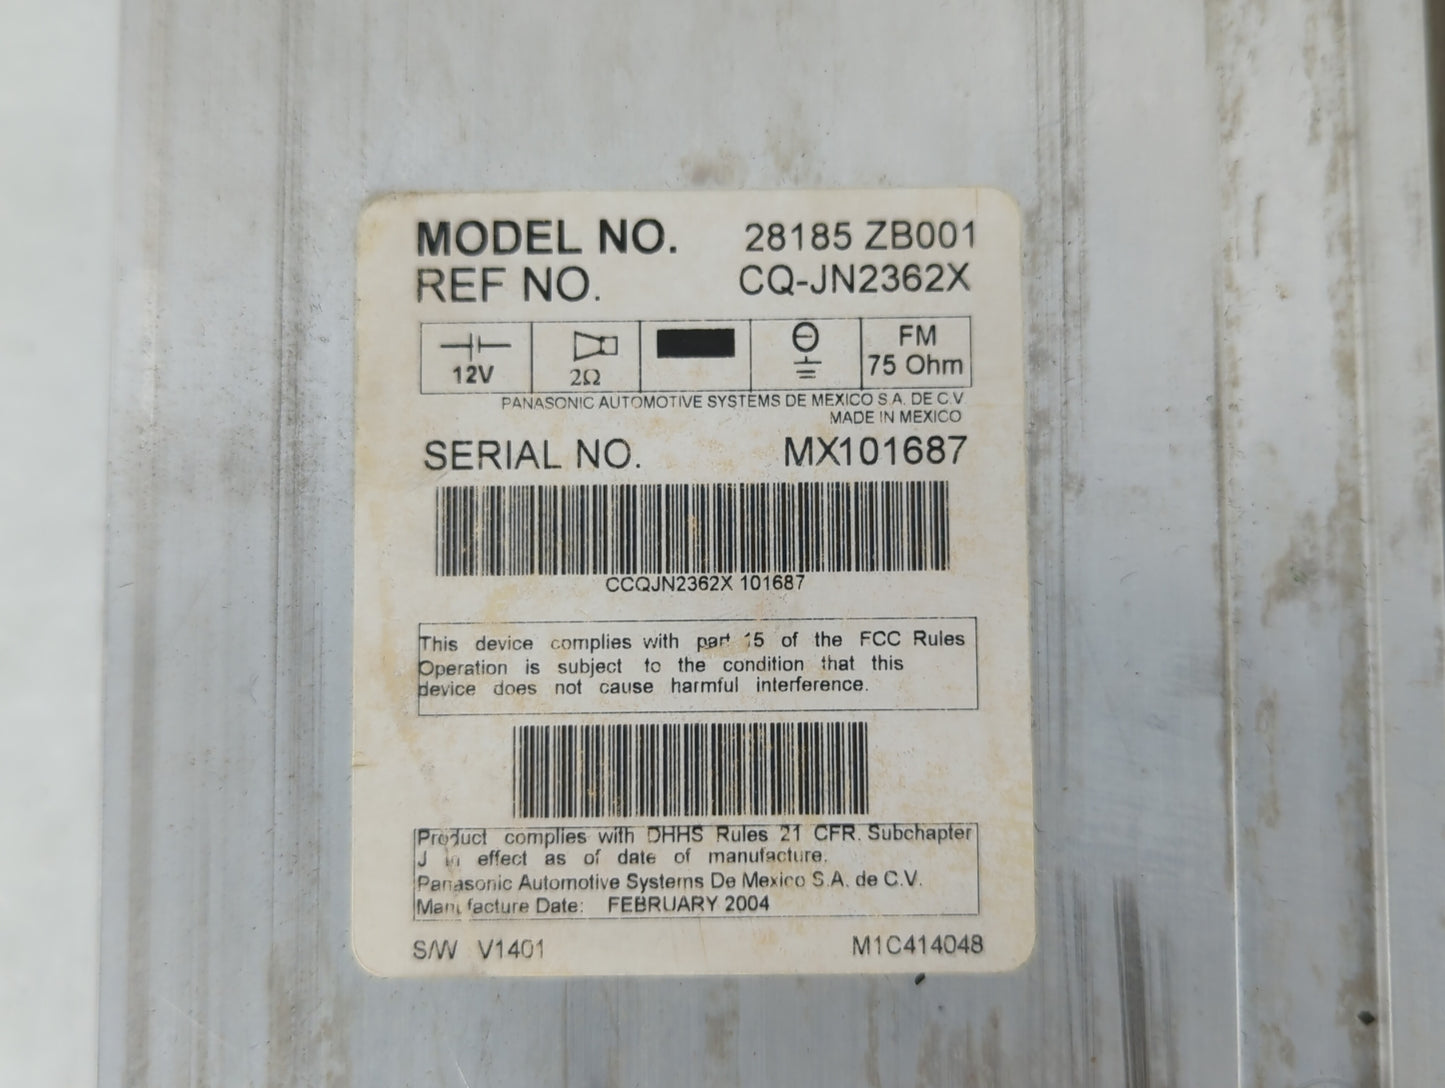 MODEL NO. 28185 ZB001
REF NO. CQ-JN2362X
12V 2Ω FM
75 Ohm
PANASONIC AUTOMOTIVE SYSTEMS DE MEXICO S.A. DE C.V
MADE IN MEXICO
SERIAL NO. MX101687
CCQJN2362X 101687
This device complies with part 15 of the FCC Rules
Operation is subject to the condition that this
device does not cause harmful interference.
Product complies with DHHS Rules 21 CFR. Subchapter
J in effect as of date of manufacture.
Panasonic Automotive Systems De Mexico S.A. de C.V.
Manufacture Date: FEBRUARY 2004
S/W V1401 M1C414048